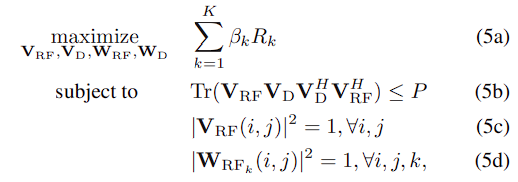 maximize V_RF,V_D,W_RF,W_D ∑_{k=1}^{K} β_k R_k (5a)
subject to Tr(V_RF V_D V_D^H V_RF^H) ≤ P (5b)
|V_RF(i, j)|^2 = 1, ∀i, j (5c)
|W_RF_k(i, j)|^2 = 1, ∀i, j, k, (5d)